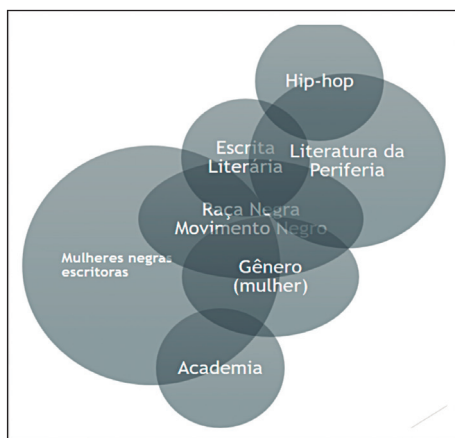 Hip-hop
Escrita
Literária
Literatura da
Periferia
Raça Negra
Movimento Negro
Mulheres negras
escritoras
Gênero
(mulher)
Academia